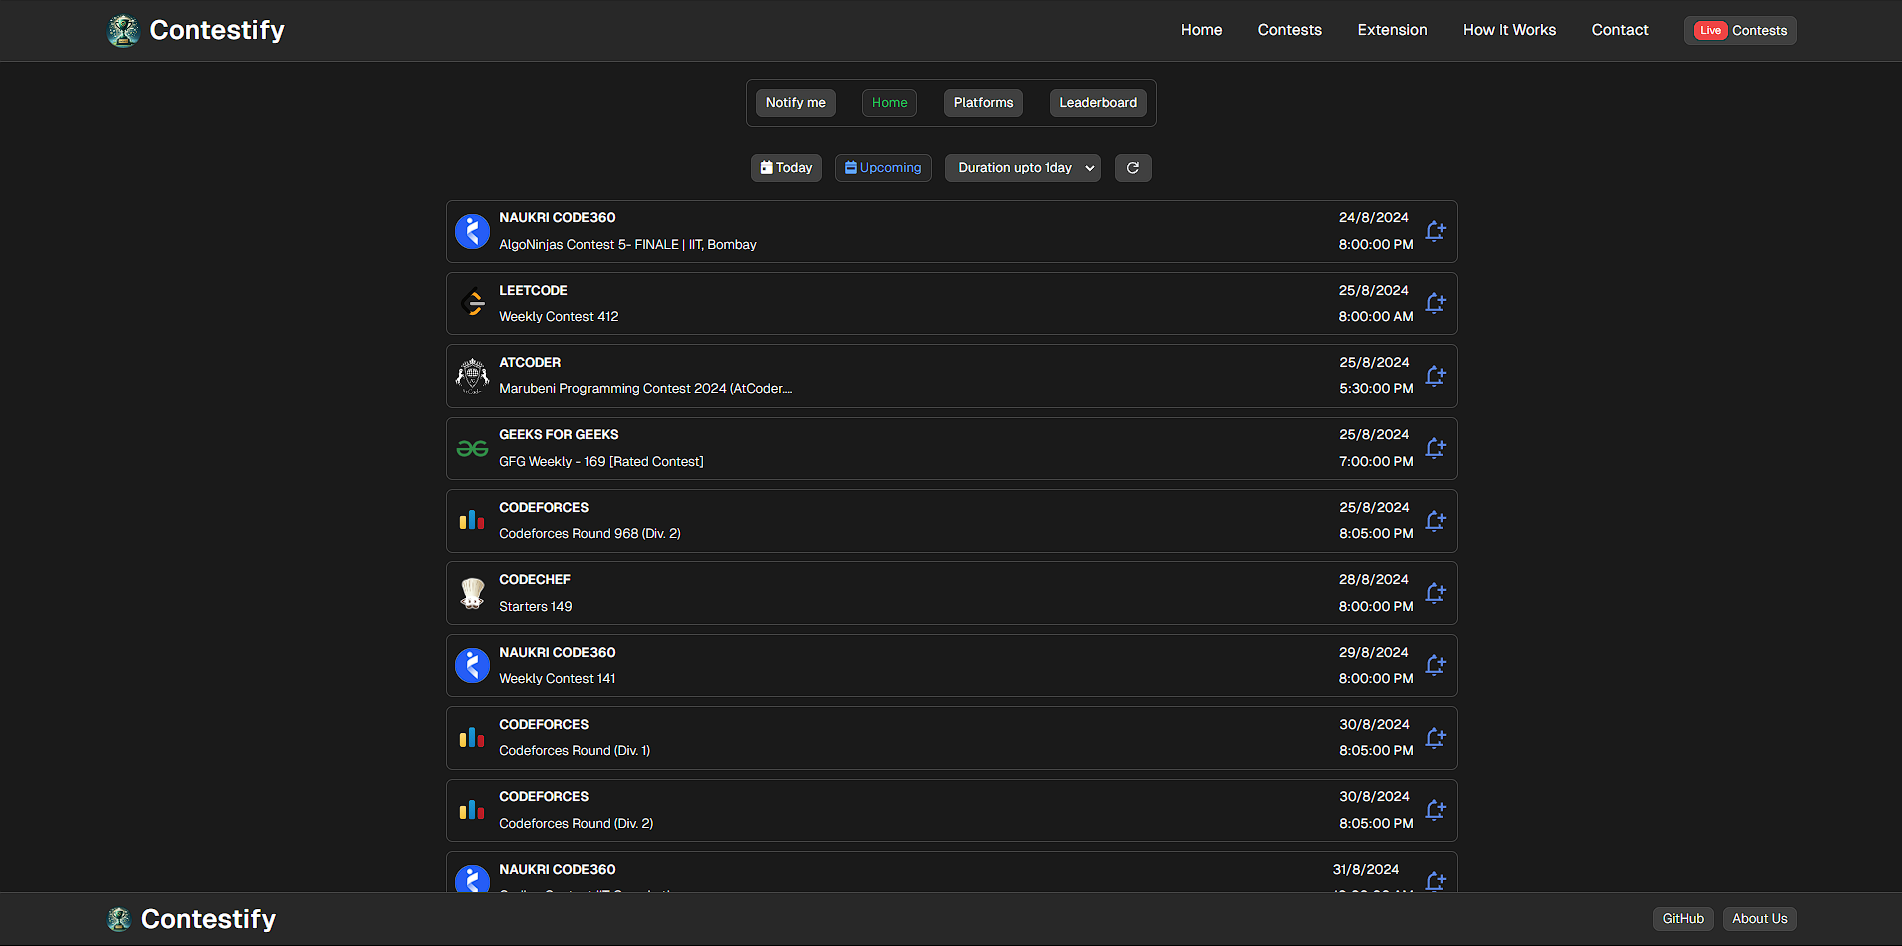 Contestify
Home Contests Extension How It Works Contact Live Contests
Notify me Home Platforms Leaderboard
Today Upcoming Duration upto 1day
NAUKRI CODE360 24/8/2024
AlgoNinjas Contest 5- FINALE | IIT, Bombay 8:00:00 PM
LEETCODE 25/8/2024
Weekly Contest 412 8:00:00 AM
ATCODER 25/8/2024
Marubeni Programming Contest 2024 (AtCoder.... 5:30:00 PM
GEEKS FOR GEEKS 25/8/2024
GFG Weekly - 169 [Rated Contest] 7:00:00 PM
CODEFORCES 25/8/2024
Codeforces Round 968 (Div. 2) 8:05:00 PM
CODECHEF 28/8/2024
Starters 149 8:00:00 PM
NAUKRI CODE360 29/8/2024
Weekly Contest 141 8:00:00 PM
CODEFORCES 30/8/2024
Codeforces Round (Div. 1) 8:05:00 PM
CODEFORCES 30/8/2024
Codeforces Round (Div. 2) 8:05:00 PM
NAUKRI CODE360 31/8/2024
Contestify GitHub About Us